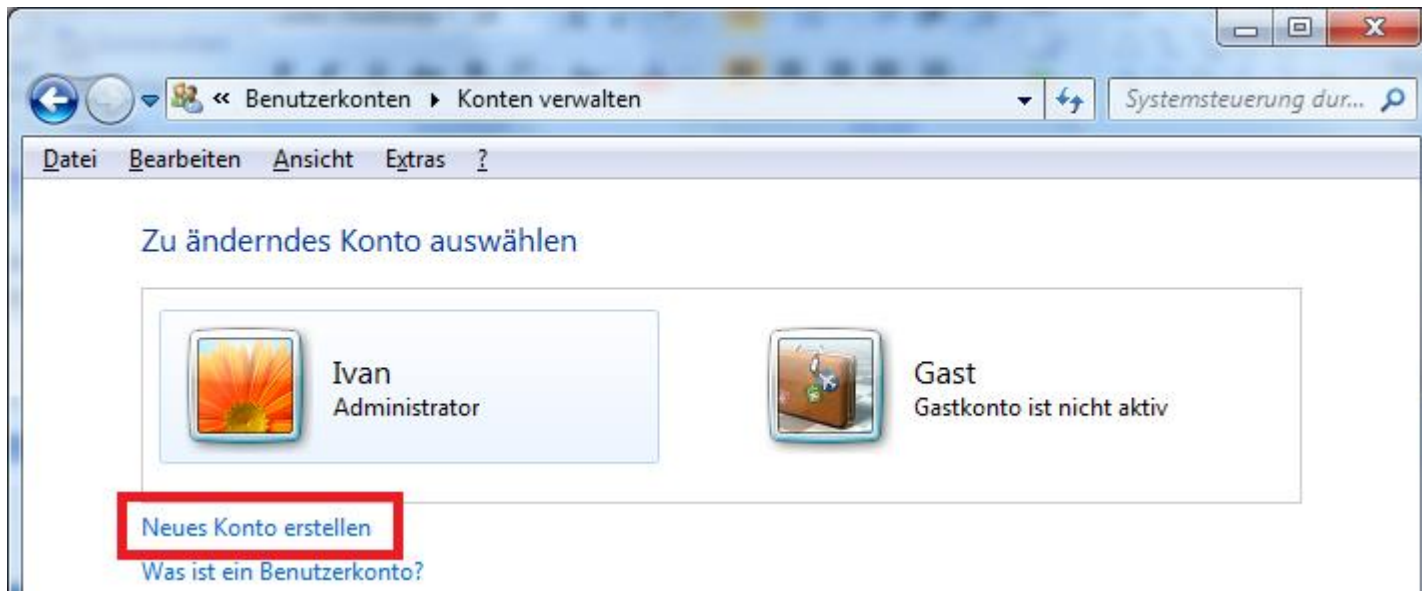 « Benutzerkonten ▸ Konten verwalten
Systemsteuerung dur...
Datei Bearbeiten Ansicht Extras ?
Zu änderndes Konto auswählen
Ivan
Administrator
Gast
Gastkonto ist nicht aktiv
Neues Konto erstellen
Was ist ein Benutzerkonto?